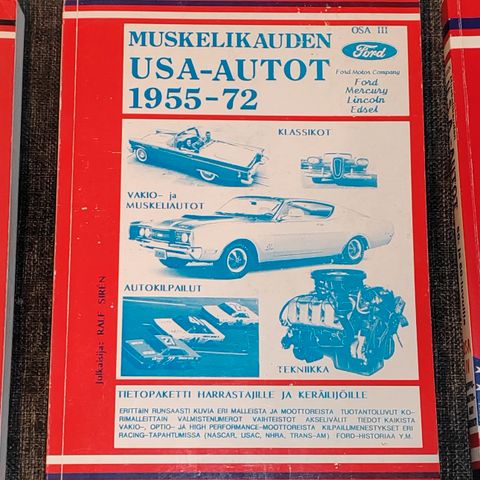 MUSKELIKAUDEN
USA-AUTOT
1955-72
OSA III
Ford
Ford Motors Company
Ford
Mercury
Lincoln
Edsel
KLASSIKOT
VAKIO- ja
MUSKELIAUTOT
AUTOKILPAILUT
TEKNIIKKA
Julkaisija: RALF SIRÉN
TIETOPAKETTI HARRASTAJILLE JA KERÄILIJÖILLE
ERITTÄIN RUNSAASTI KUVIA ERI MALLEISTA JA MOOTTOREISTA TUOTANTOLUVUT KO-
RIMALLEITTAIN VALMISTENUMEROT VAIHTEISTOT AKSELIVÄLIT TIEDOT KAIKISTA
VAKIO-, OPTIO- JA HIGH PERFORMANCE-MOOTTOREISTA KILPAILUMENESTYKSET ERI
RACING-TAPAHTUMISSA (NASCAR, USAC, NHRA, TRANS-AM) FORD-HISTORIAA Y.M.